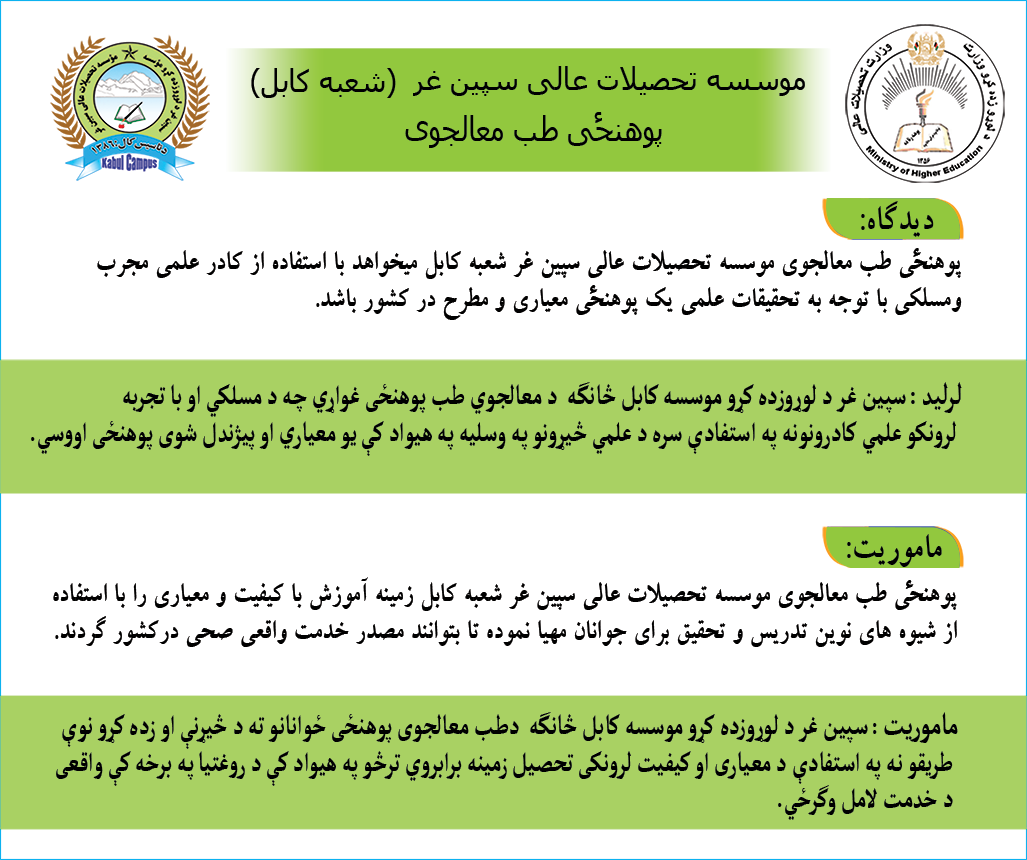 موسسه تحصیلات عالی سپین غر (شعبه کابل)
پوهنځی طب معالجوی
وزارت تحصیلات عالی
د لوړو زده کړو وزارت
Ministry of Higher Education
۱۳۵۶
مؤسسه تحصیلات عالی سپین غر
د تاسیس کال: ۱۳۸۶
Kabul Campus
دیدگاه:
پوهنځی طب معالجوی موسسه تحصیلات عالی سپین غر شعبه کابل میخواهد با استفاده از کادر علمی مجرب
ومسلکی با توجه به تحقیقات علمی یک پوهنځی معیاری و مطرح در کشور باشد.
لرلید : سپین غر د لوړوزده کړو موسسه کابل څانګه د معالجوي طب پوهنځی غواړي چه د مسلکي او با تجربه
لرونکو علمي کادرونونه په استفادې سره د علمي څیړونو په وسلیه په هیواد کې یو معیاري او پیژندل شوی پوهنځی اووسي.
ماموریت:
پوهنځی طب معالجوی موسسه تحصیلات عالی سپین غر شعبه کابل زمینه آموزش با کیفیت و معیاری را با استفاده
از شیوه های نوین تدریس و تحقیق برای جوانان مهیا نموده تا بتوانند مصدر خدمت واقعی صحی درکشور گردند.
ماموریت : سپین غر د لوړوزده کړو موسسه کابل څانګه دطب معالجوی پوهنځی ځوانانو ته د څیړنې او زده کړو نوې
طریقو نه په استفادې د معیاری او کیفیت لرونکی تحصیل زمینه برابروي ترڅو په هیواد کې د روغتیا په برخه کې واقعی
د خدمت لامل وګرځي.